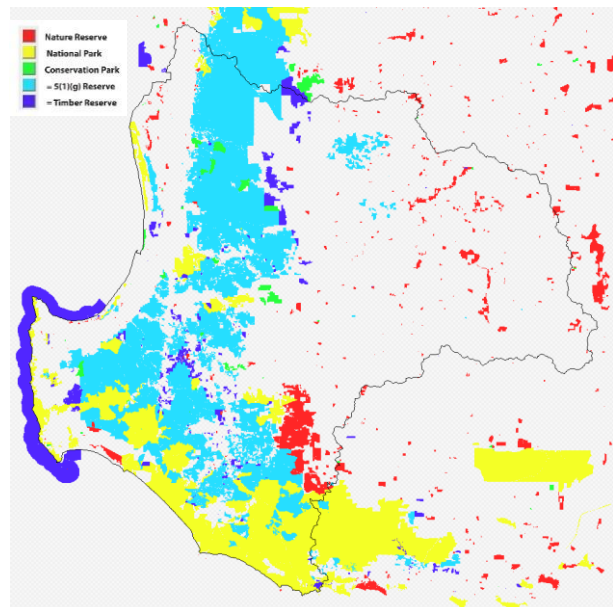 Nature Reserve
National Park
Conservation Park
= 5(1)(g) Reserve
= Timber Reserve